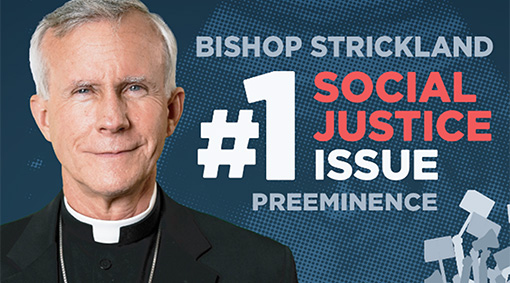 BISHOP STRICKLAND
#1 SOCIAL
JUSTICE
ISSUE
PREEMINENCE